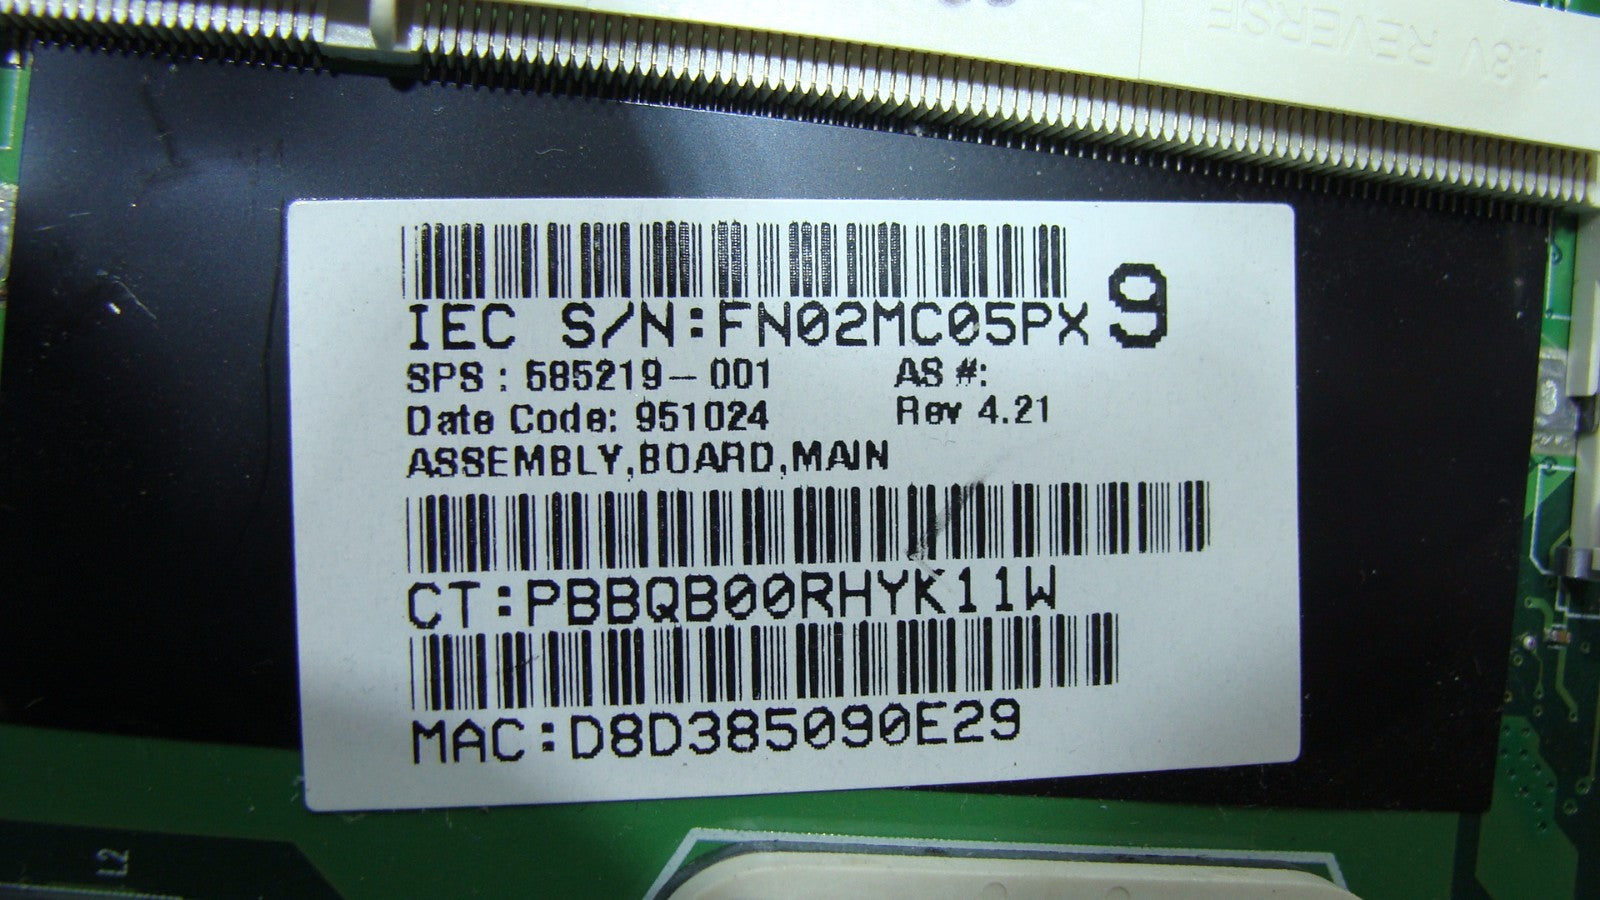 1.8V REVERSE
IEC S/N:FN02MC05PX 9
SPS : 585219-001 AS #:
Date Code: 951024 Rev 4.21
ASSEMBLY,BOARD,MAIN
CT:PBBQB00RHYK11W
MAC:D8D385090E29
L2